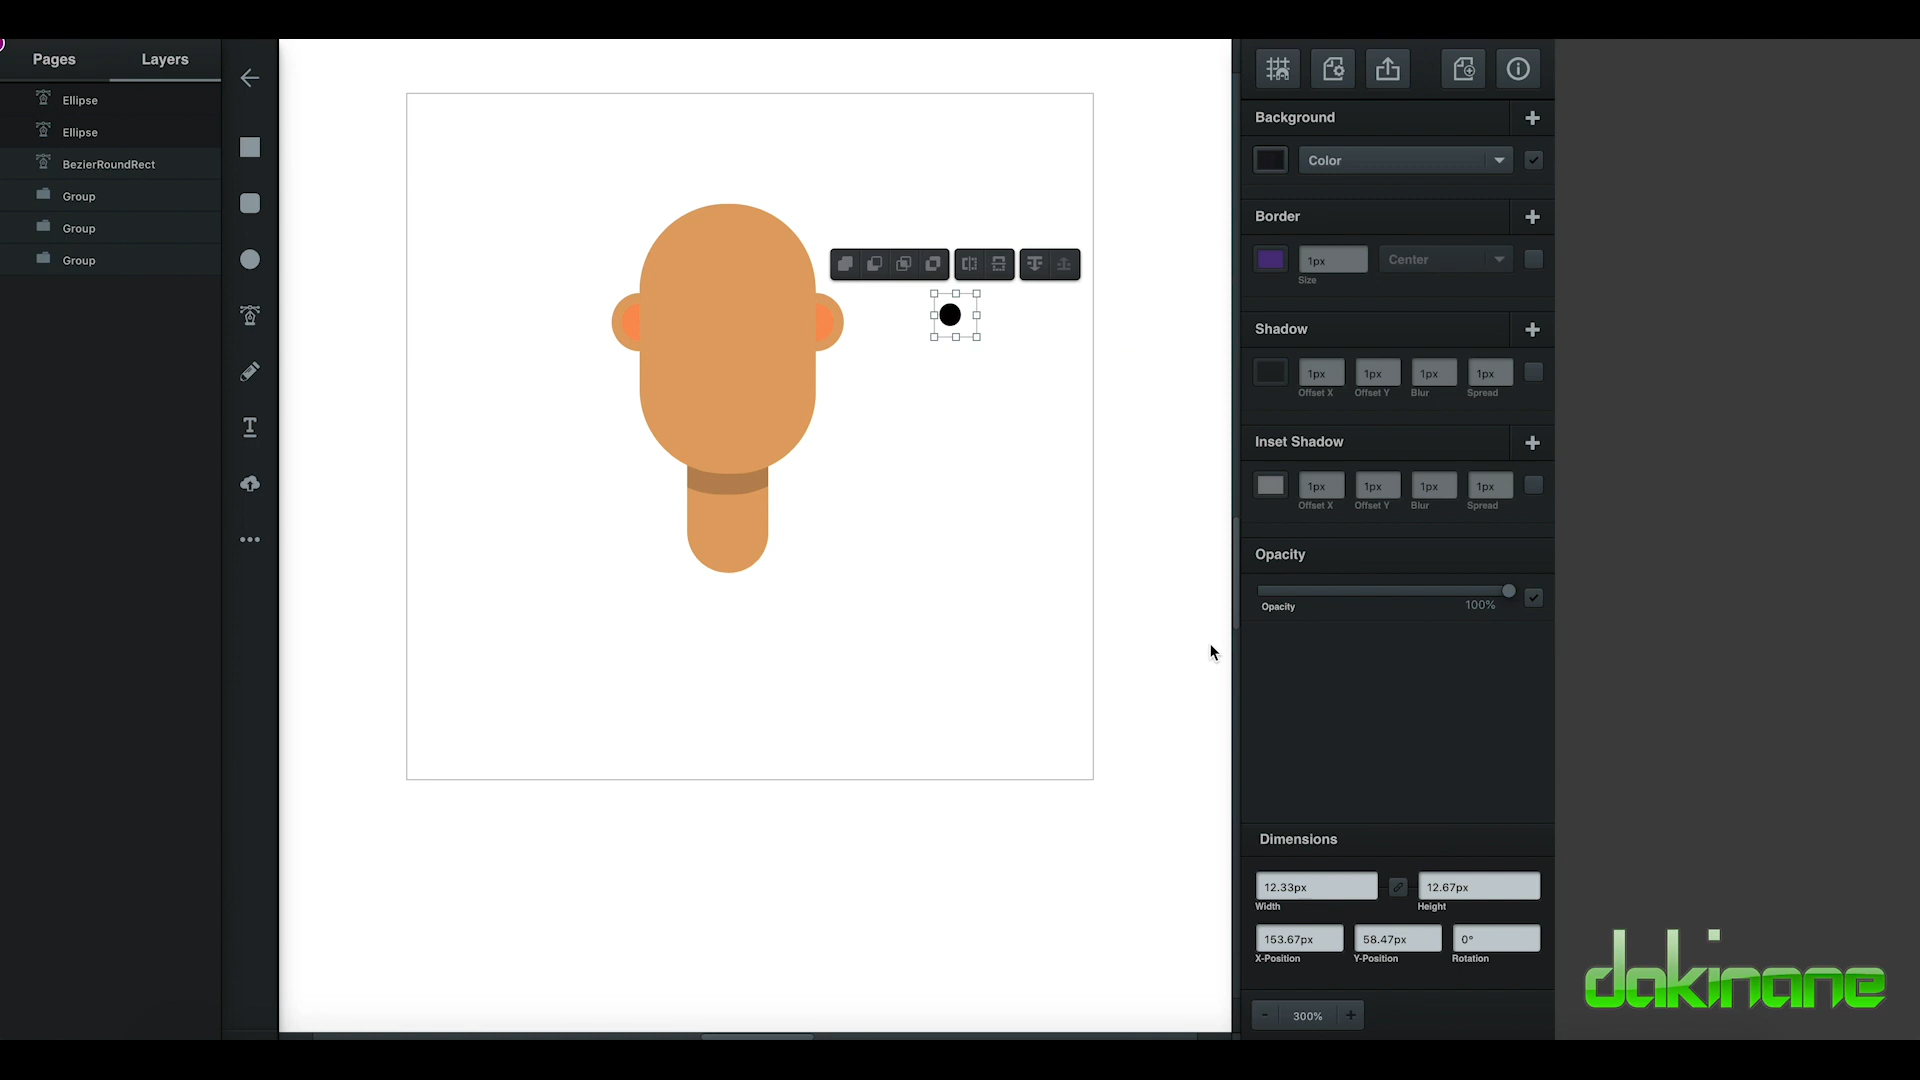 Pages
Layers
Ellipse
Ellipse
BezierRoundRect
Group
Group
Group
Background
Color
Border
1px
Center
Size
Shadow
1px
1px
1px
1px
Offset X
Offset Y
Blur
Spread
Inset Shadow
1px
1px
1px
1px
Offset X
Offset Y
Blur
Spread
Opacity
Opacity
100%
Dimensions
12.33px
12.67px
Width
Height
153.67px
58.47px
0°
X-Position
Y-Position
Rotation
- 300% +
dakinane